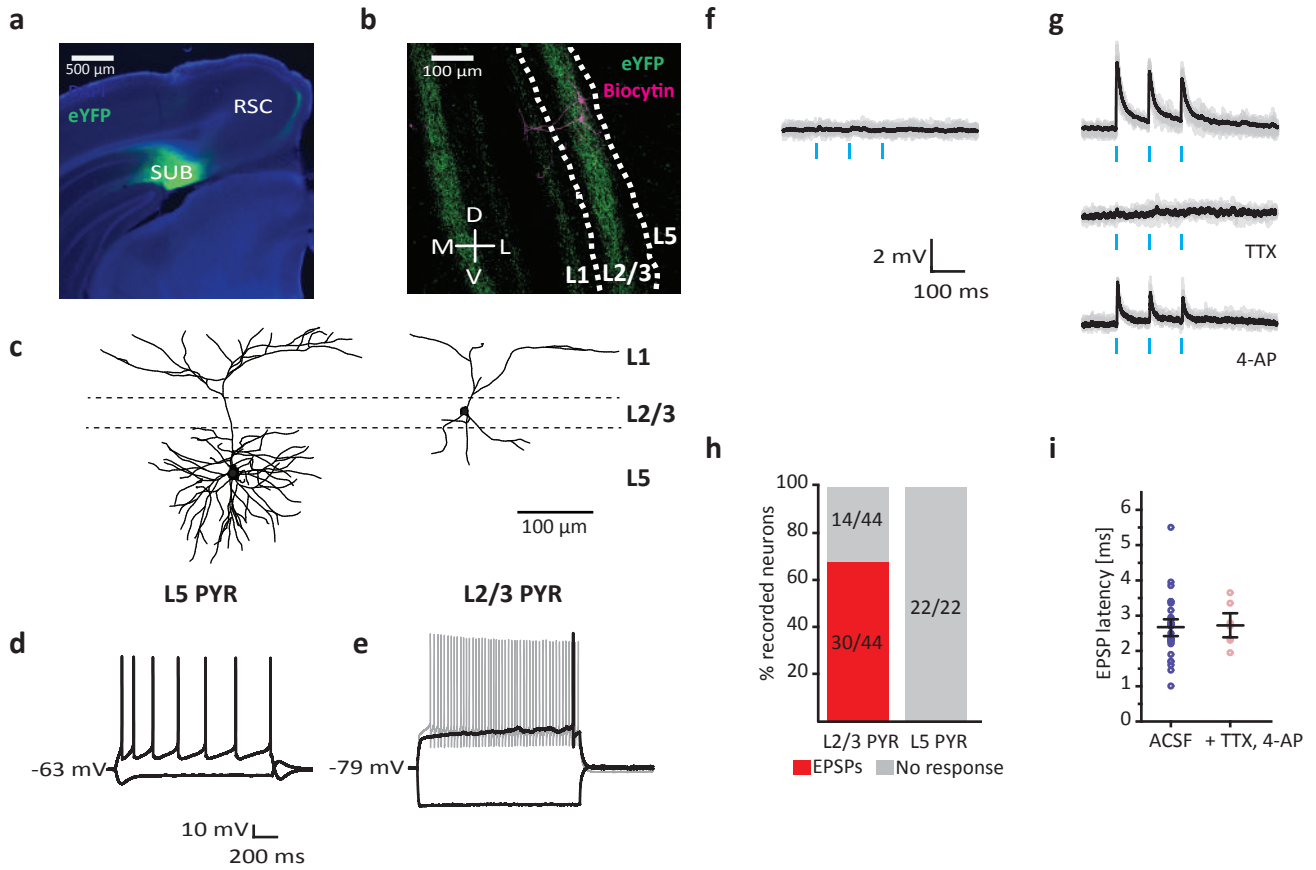 a
500 µm
eYFP
RSC
SUB
b
100 µm
eYFP
Biocytin
D
M L
V
L1
L2/3
L5
c
L1
L2/3
L5
100 µm
L5 PYR
L2/3 PYR
d
-63 mV
10 mV
200 ms
e
-79 mV
f
2 mV
100 ms
g
TTX
4-AP
h
% recorded neurons
100
80
60
40
20
14/44
30/44
22/22
L2/3 PYR L5 PYR
EPSPs No response
i
EPSP latency [ms]
6
5
4
3
2
1
0
ACSF + TTX, 4-AP